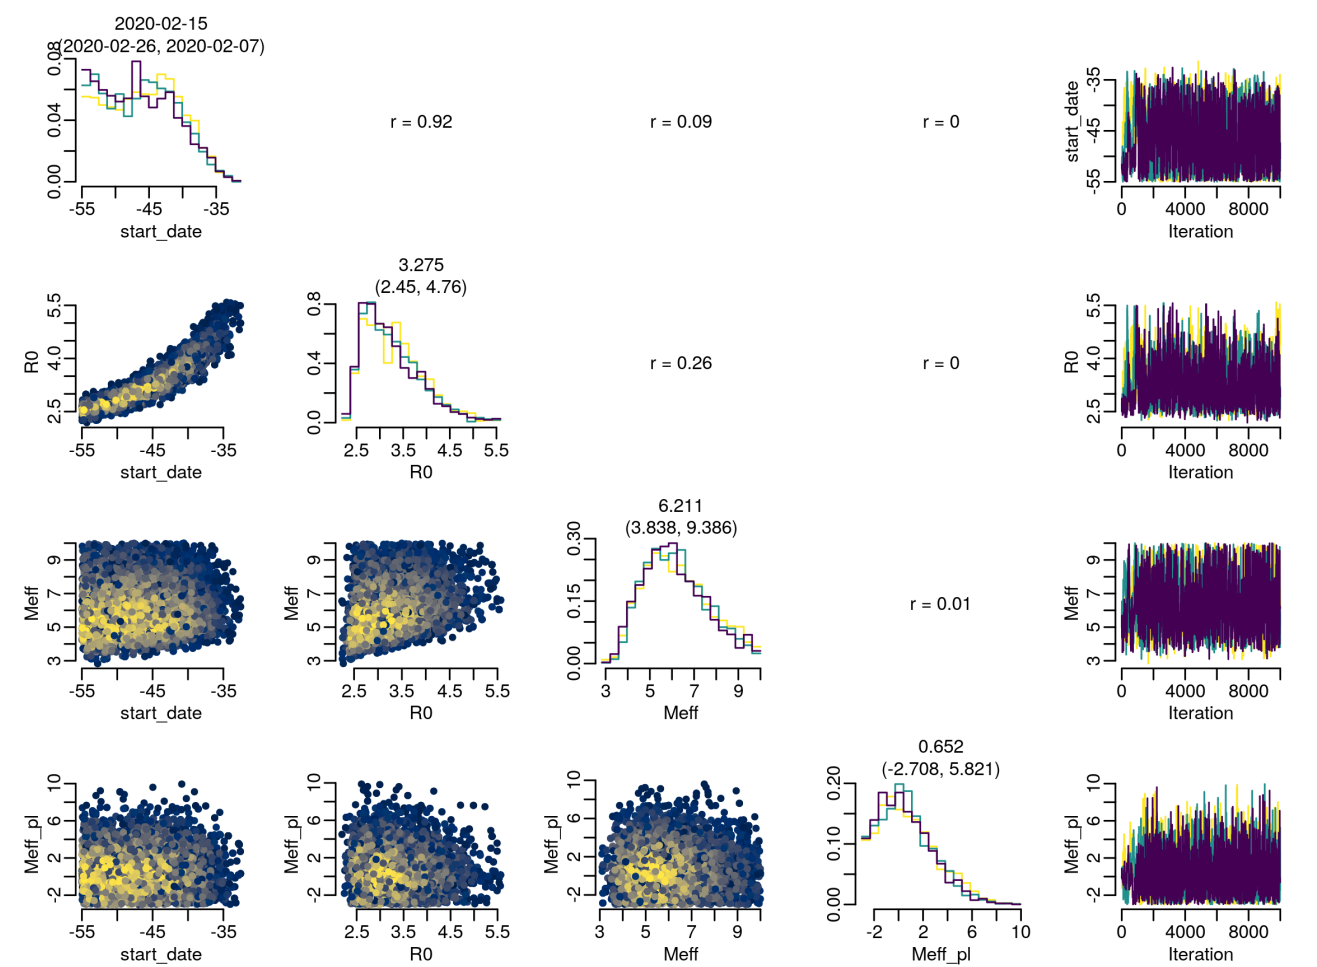 2020-02-15
(2020-02-26, 2020-02-07)
0.00 0.04 0.08
-55 -45 -35
start_date
r = 0.92
r = 0.09
r = 0
start_date
-55 -45 -35
0 4000 8000
Iteration
R0
2.5 4.0 5.5
-55 -45 -35
start_date
3.275
(2.45, 4.76)
0.0 0.4 0.8
2.5 3.5 4.5 5.5
R0
r = 0.26
r = 0
R0
2.5 4.0 5.5
0 4000 8000
Iteration
Meff
3 5 7 9
-55 -45 -35
start_date
Meff
3 5 7 9
2.5 3.5 4.5 5.5
R0
6.211
(3.838, 9.386)
0.00 0.15 0.30
3 5 7 9
Meff
r = 0.01
Meff
3 5 7 9
0 4000 8000
Iteration
Meff_pl
-2 2 6 10
-55 -45 -35
start_date
Meff_pl
-2 2 6 10
2.5 3.5 4.5 5.5
R0
Meff_pl
-2 2 6 10
3 5 7 9
Meff
0.652
(-2.708, 5.821)
0.00 0.10 0.20
-2 2 6 10
Meff_pl
Meff_pl
-2 2 6 10
0 4000 8000
Iteration